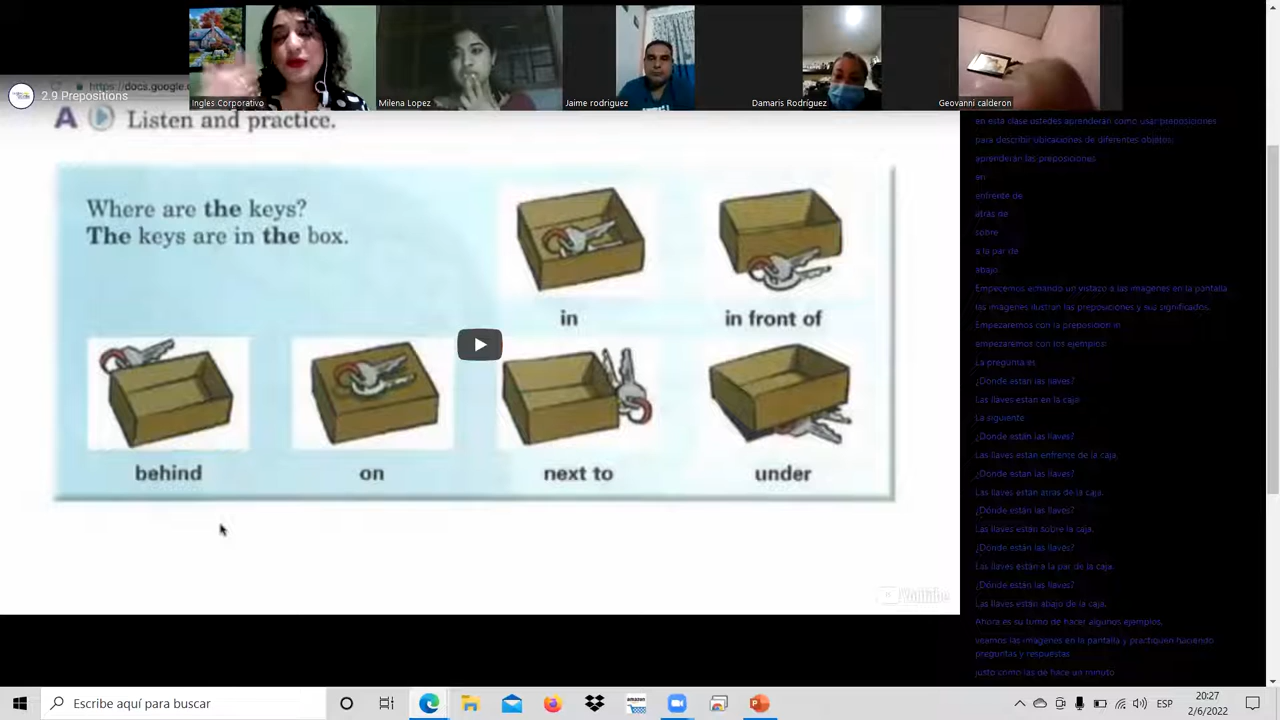 https://docs.google.
2.9 Prepositions
Ingles Corporativo
Milena Lopez
Jaime rodriguez
Damaris Rodríguez
Geovanni calderon
A Listen and practice.
Where are the keys?
The keys are in the box.
in
in front of
behind
on
next to
under
YouTube
en esta clase ustedes aprenderán como usar preposiciones
para describir ubicaciones de diferentes objetos.
aprenderán las preposiciones
en
enfrente de
atrás de
sobre
a la par de
abajo
Empecemos echando un vistazo a las imágenes en la pantalla
las imágenes ilustran las preposiciones y sus significados.
Empezaremos con la preposición in
empezaremos con los ejemplos:
La pregunta es
¿Dónde están las llaves?
Las llaves están en la caja
La siguiente
¿Dónde están las llaves?
Las llaves están enfrente de la caja.
¿Dónde están las llaves?
Las llaves están atrás de la caja.
¿Dónde están las llaves?
Las llaves están sobre la caja.
¿Dónde están las llaves?
Las llaves están a la par de la caja.
¿Dónde están las llaves?
Las llaves están abajo de la caja.
Ahora es su turno de hacer algunos ejemplos.
veamos las imágenes en la pantalla y practiquen haciendo
preguntas y respuestas
justo como las de hace un minuto
Escribe aquí para buscar
amazon
ESP
20:27
2/6/2022